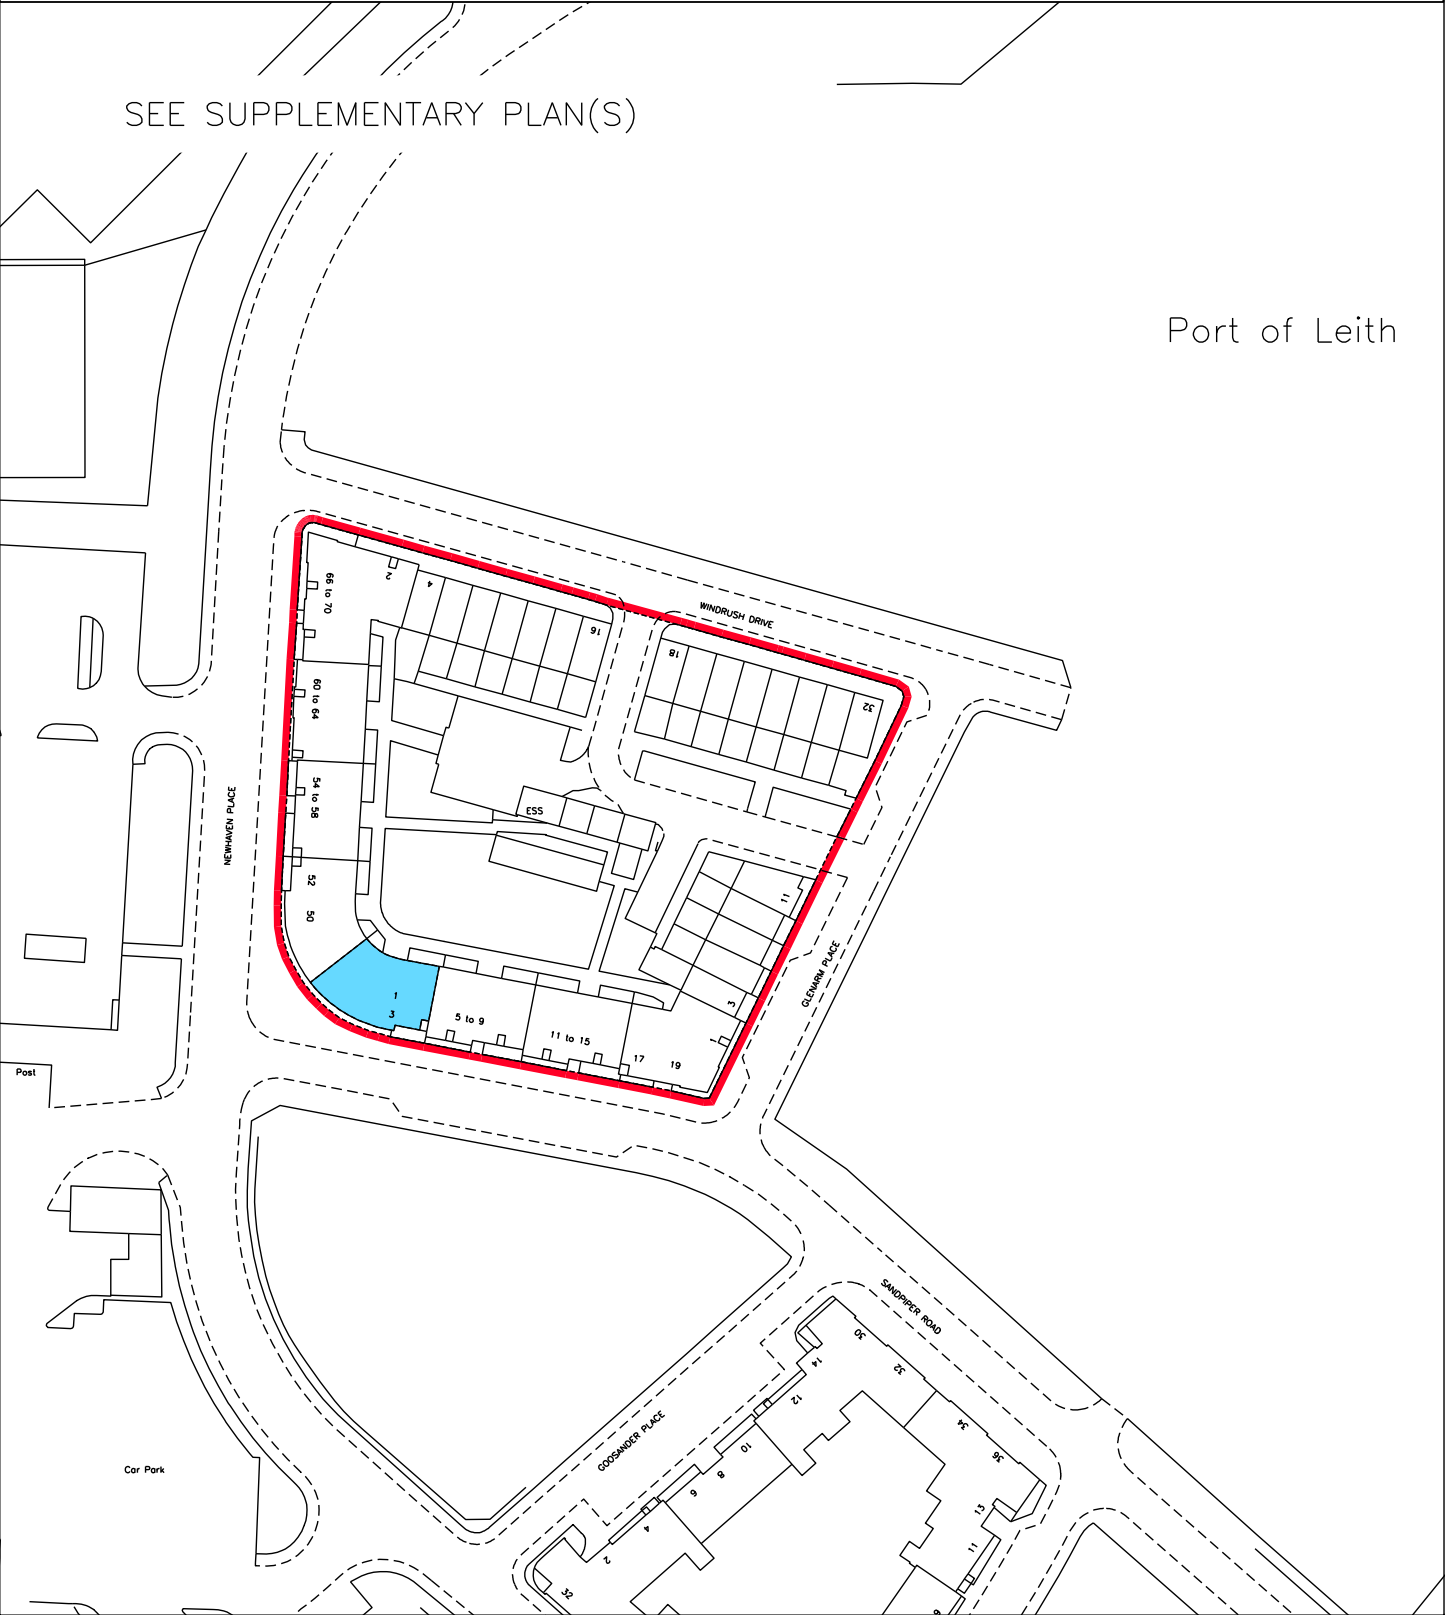 SEE SUPPLEMENTARY PLAN(S)
Port of Leith
WINDRUSH DRIVE
2
4
16
18
32
66 to 70
60 to 64
54 to 58
52
50
NEWHAVEN PLACE
SS3
11
3
1
GLENARM PLACE
1
3
5 to 9
11 to 15
17
19
Post
SANDPIPER ROAD
30
32
34
36
13
11
9
14
12
10
8
6
4
2
32
GOOSANDER PLACE
Car Park